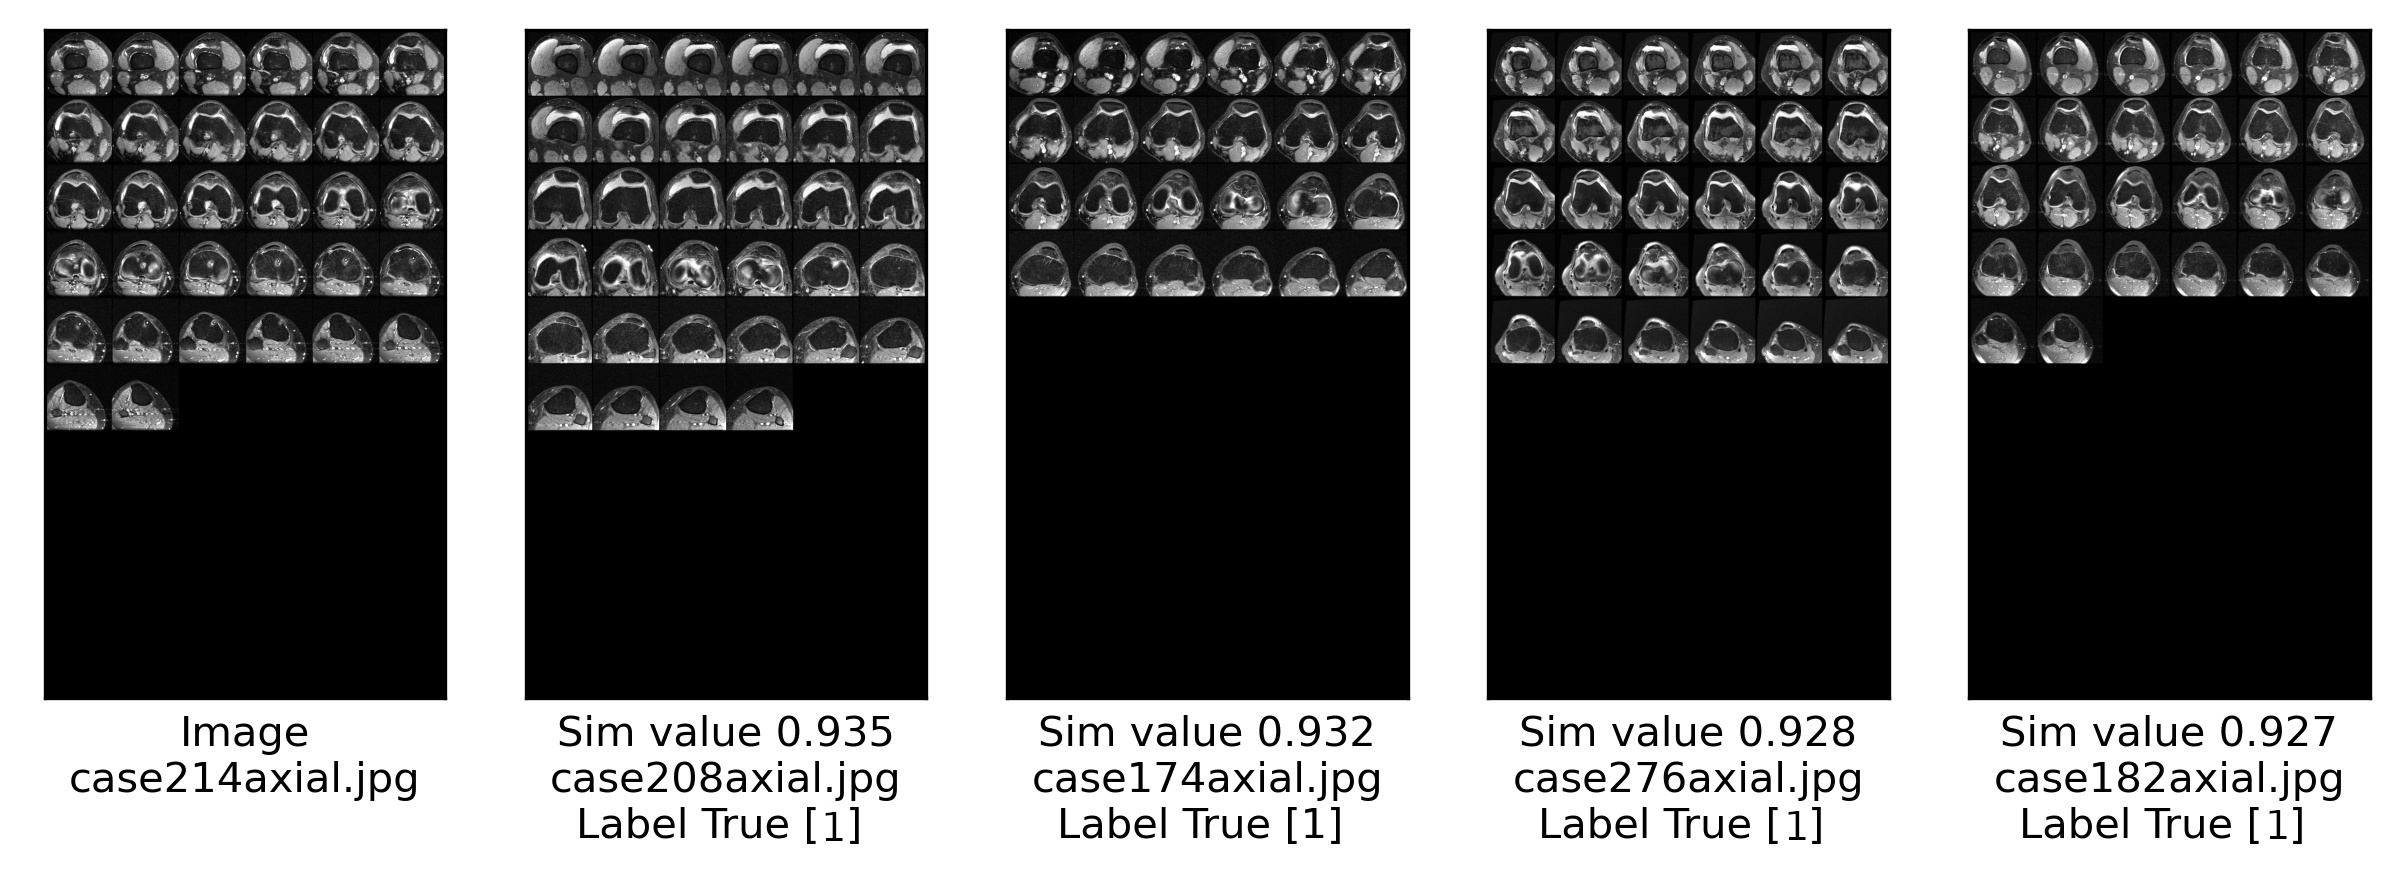 Image
case214axial.jpg
Sim value 0.935
case208axial.jpg
Label True [1]
Sim value 0.932
case174axial.jpg
Label True [1]
Sim value 0.928
case276axial.jpg
Label True [1]
Sim value 0.927
case182axial.jpg
Label True [1]